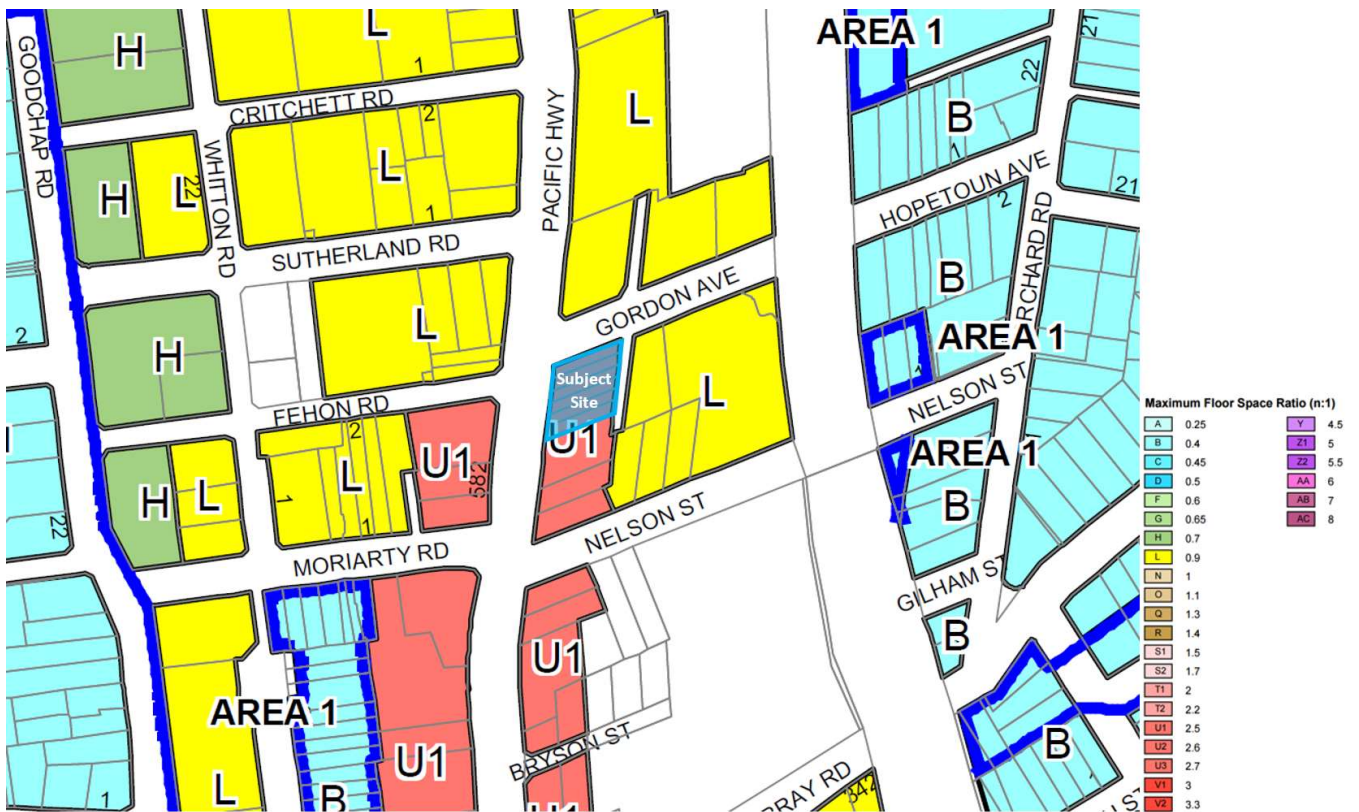 AREA 1
L
H
22
21
GOODCHAP RD
1
CRITCHETT RD
PACIFIC HWY
2
L
B
L
1
WHITTON RD
H
L
22
1
HOPETOUN AVE
21
SUTHERLAND RD
2
ORCHARD RD
B
GORDON AVE
H
L
AREA 1
2
Subject
Site
L
NELSON ST
FEHON RD
2
U1
582
U1
AREA 1
H
L
L
1
1
B
22
NELSON ST
MORIARTY RD
GILHAM ST
B
U1
AREA 1
U1
BRYSON ST
B
1
L
B
U1
342
Maximum Floor Space Ratio (n:1)
A 0.25
B 0.4
C 0.45
D 0.5
F 0.6
G 0.65
H 0.7
L 0.9
N 1
O 1.1
Q 1.3
R 1.4
S1 1.5
S2 1.7
T1 2
T2 2.2
U1 2.5
U2 2.6
U3 2.7
V1 3
V2 3.3
Y 4.5
Z1 5
Z2 5.5
AA 6
AB 7
AC 8